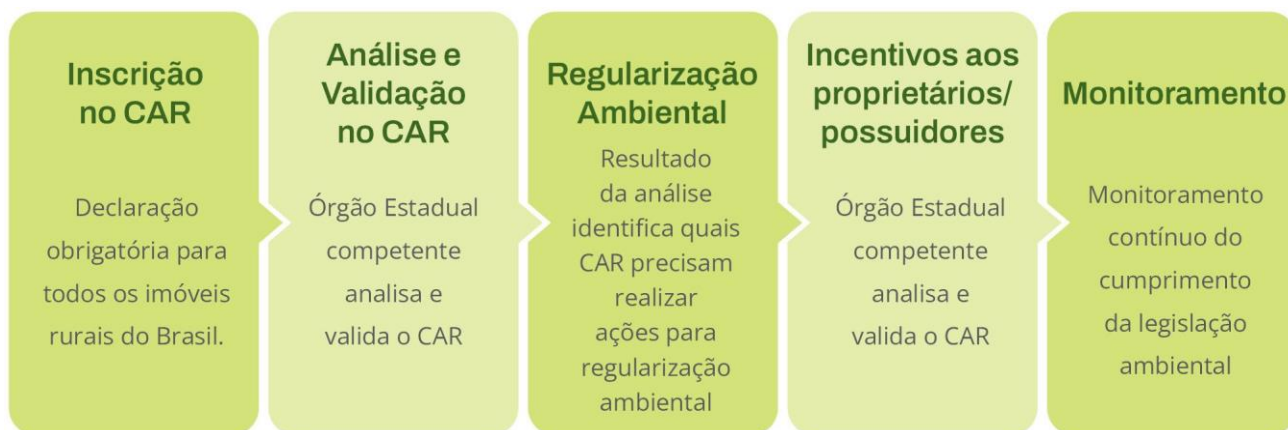 Inscrição
no CAR
Declaração
obrigatória para
todos os imóveis
rurais do Brasil.
Análise e
Validação
no CAR
Órgão Estadual
competente
analisa e
valida o CAR
Regularização
Ambiental
Resultado
da análise
identifica quais
CAR precisam
realizar
ações para
regularização
ambiental
Incentivos aos
proprietários/
possuidores
Órgão Estadual
competente
analisa e
valida o CAR
Monitoramento
Monitoramento
contínuo do
cumprimento
da legislação
ambiental